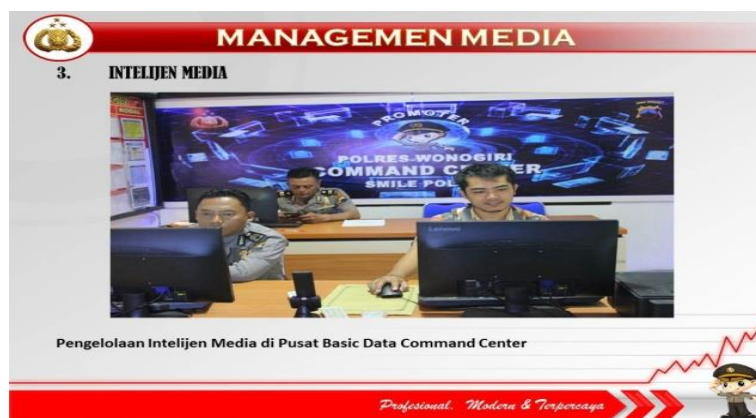 MANAGEMEN MEDIA
3. INTELIJEN MEDIA
PROMOTER
POLRES WONOGIRI
COMMAND CENTER
SMILE POL
Lenovo
Pengelolaan Intelijen Media di Pusat Basic Data Command Center
Profesional, Modern & Terpercaya